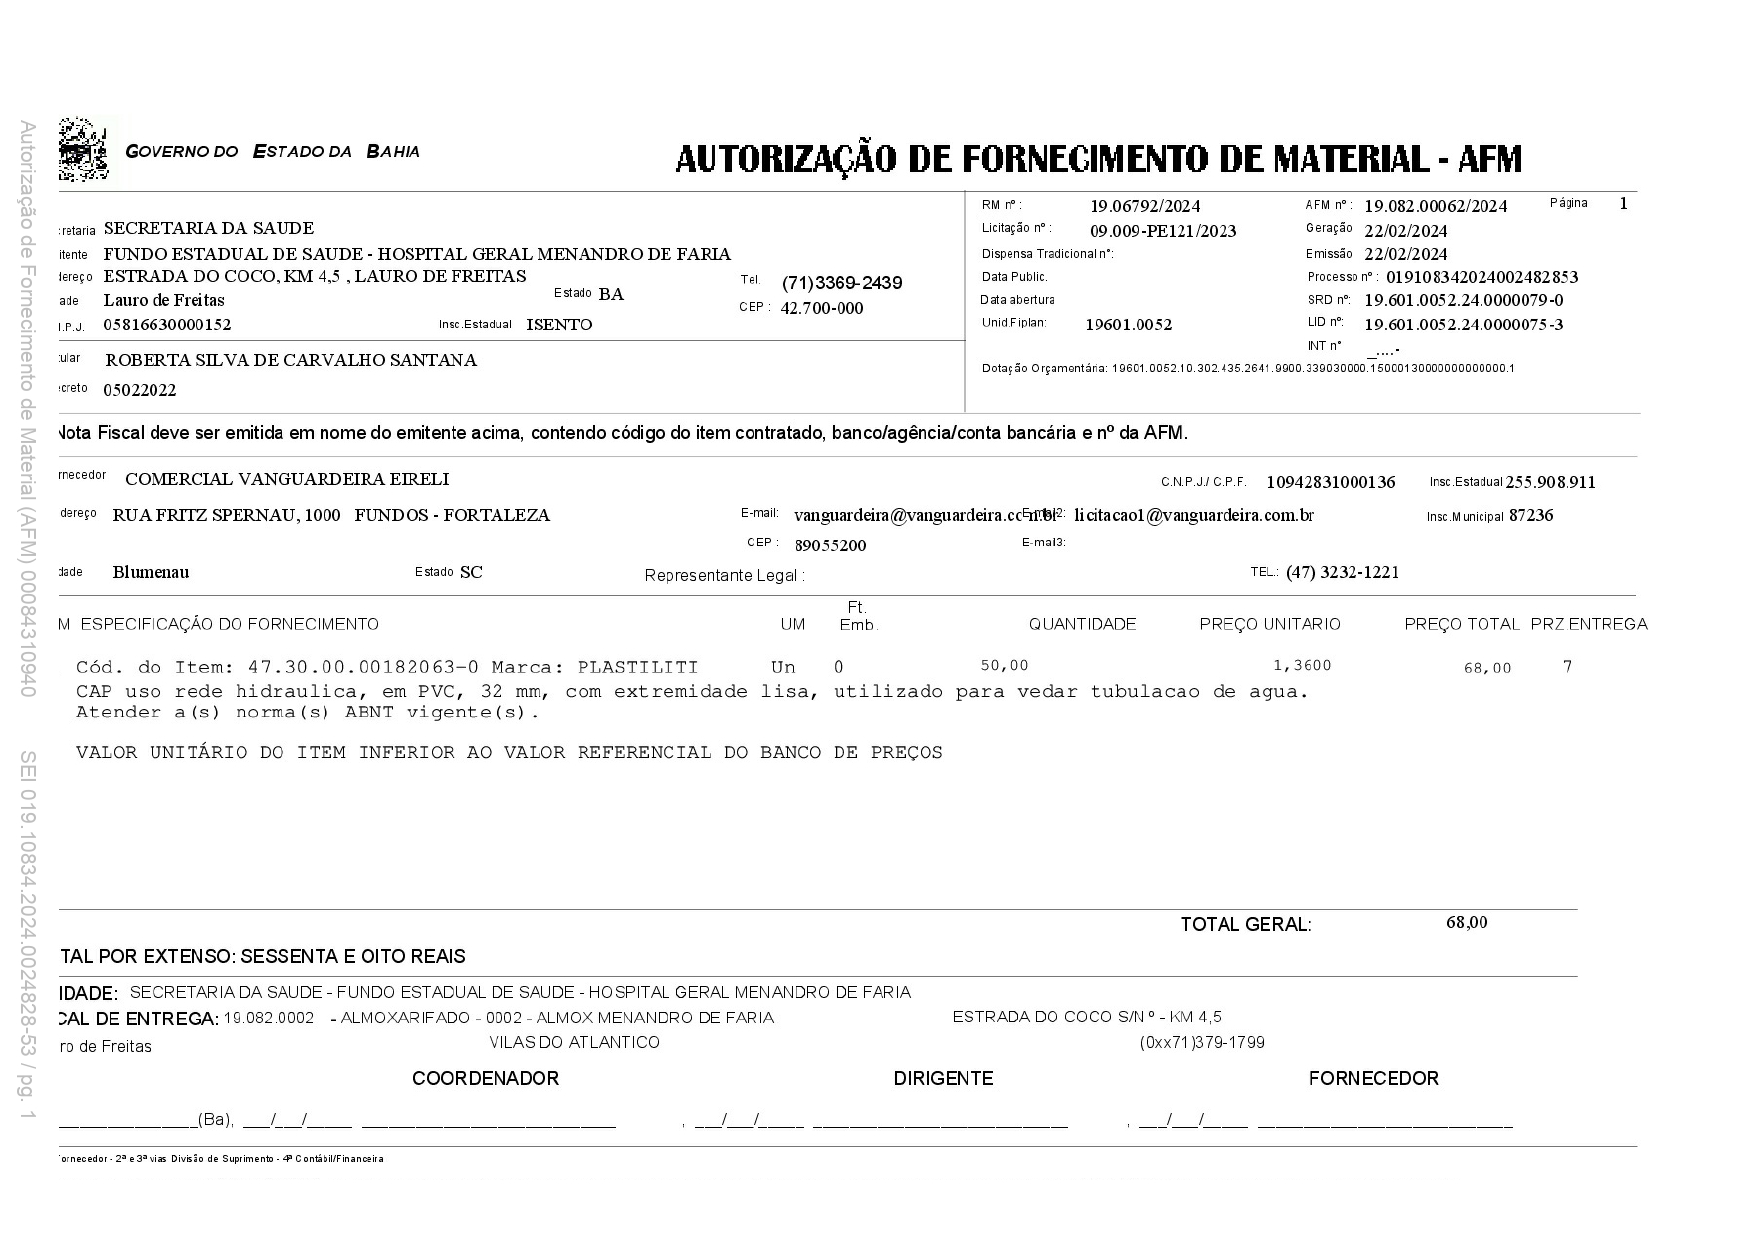 GOVERNO DO ESTADO DA BAHIA
AUTORIZAÇÃO DE FORNECIMENTO DE MATERIAL - AFM
RM nº : 19.06792/2024 AFM nº : 19.082.00062/2024 Página 1
cretaria SECRETARIA DA SAUDE
Licitação nº : 09.009-PE121/2023 Geração 22/02/2024
itente FUNDO ESTADUAL DE SAUDE - HOSPITAL GERAL MENANDRO DE FARIA
Dispensa Tradicional nº: Emissão 22/02/2024
dereço ESTRADA DO COCO, KM 4,5 , LAURO DE FREITAS Tel. (71)3369-2439
Data Public. Processo nº : 01910834202400248 2853
ade Lauro de Freitas Estado BA CEP : 42.700-000
Data abertura SRD nº: 19.601.0052.24.0000079-0
.P.J. 05816630000152 Insc.Estadual ISENTO
Unid.Fiplan: 19601.0052 LID nº: 19.601.0052.24.0000075-3
INT nº _....-
tular ROBERTA SILVA DE CARVALHO SANTANA
Dotação Orçamentária: 19601.0052.10.302.435.2641.9900.339030000.15000130000000000000.1
ecreto 05022022
Nota Fiscal deve ser emitida em nome do emitente acima, contendo código do item contratado, banco/agência/conta bancária e nº da AFM.
rnecedor COMERCIAL VANGUARDEIRA EIRELI C.N.P.J./ C.P.F. 10942831000136 Insc.Estadual 255.908.911
dereço RUA FRITZ SPERNAU, 1000 FUNDOS - FORTALEZA E-mail: vanguardeira@vanguardeira.com.br E-mail2: licitacao1@vanguardeira.com.br Insc.Municipal 87236
CEP : 89055200 E-mal3:
dade Blumenau Estado SC Representante Legal : TEL.: (47) 3232-1221
M ESPECIFICAÇÃO DO FORNECIMENTO UM Ft. Emb. QUANTIDADE PREÇO UNITARIO PREÇO TOTAL PRZ ENTREGA
Cód. do Item: 47.30.00.00182063-0 Marca: PLASTILITI Un 0 50,00 1,3600 68,00 7
CAP uso rede hidraulica, em PVC, 32 mm, com extremidade lisa, utilizado para vedar tubulacao de agua.
Atender a(s) norma(s) ABNT vigente(s).
VALOR UNITÁRIO DO ITEM INFERIOR AO VALOR REFERENCIAL DO BANCO DE PREÇOS
TOTAL GERAL: 68,00
TAL POR EXTENSO: SESSENTA E OITO REAIS
IDADE: SECRETARIA DA SAUDE - FUNDO ESTADUAL DE SAUDE - HOSPITAL GERAL MENANDRO DE FARIA
CAL DE ENTREGA: 19.082.0002 - ALMOXARIFADO - 0002 - ALMOX MENANDRO DE FARIA ESTRADA DO COCO S/N º - KM 4,5
ro de Freitas VILAS DO ATLANTICO (0xx71)379-1799
COORDENADOR DIRIGENTE FORNECEDOR
________________(Ba), ___/___/_____ ____________________________ , ___/___/_____ ____________________________ , ___/___/_____ ____________________________
ornecedor - 2ª e 3ª vias Divisão de Suprimento - 4ª Contábil/Financeira
Autorização de Fornecimento de Material (AFM) 00084310940 SEI 019.10834.2024.0024828-53 / pg. 1